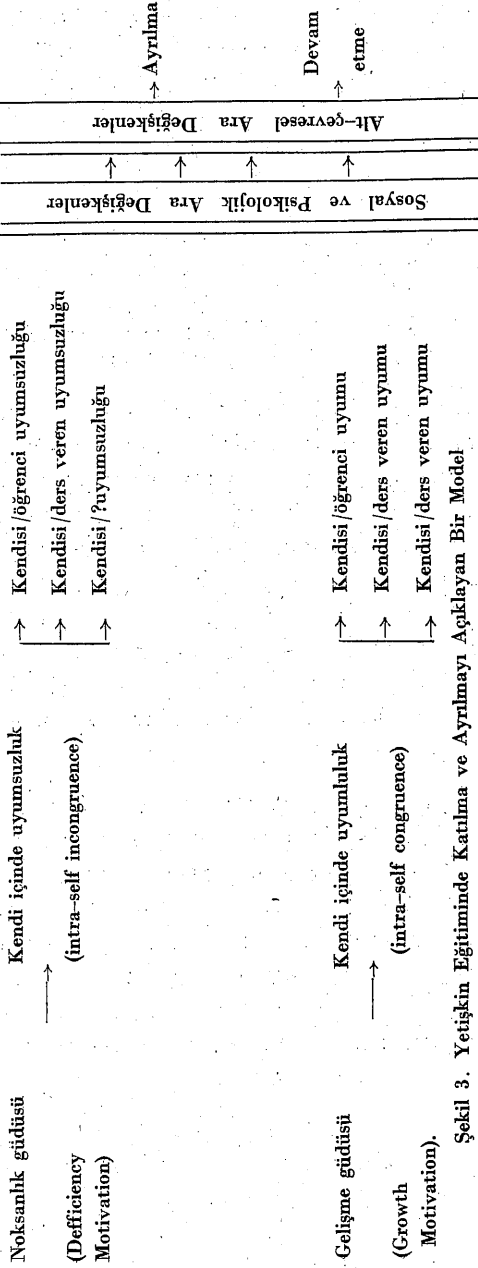 Noksanlık güdüsü
(Defficiency
Motivation)
Kendi içinde uyumsuzluk
(intra-self incongruence)
Kendisi/öğrenci uyumsuzluğu
Kendisi/ders veren uyumsuzluğu
Kendisi/?uyumsuzluğu
Gelişme güdüsü
(Growth
Motivation).
Kendi içinde uyumluluk
(intra-self congruence)
Kendisi/öğrenci uyumu
Kendisi/ders veren uyumu
Kendisi/ders veren uyumu
Sosyal ve Psikolojik Ara Değişkenler
Alt-çevresel Ara Değişkenler
Ayrılma
Devam
etme
Şekil 3. Yetişkin Eğitiminde Katılma ve Ayrılmayı Açıklayan Bir Model